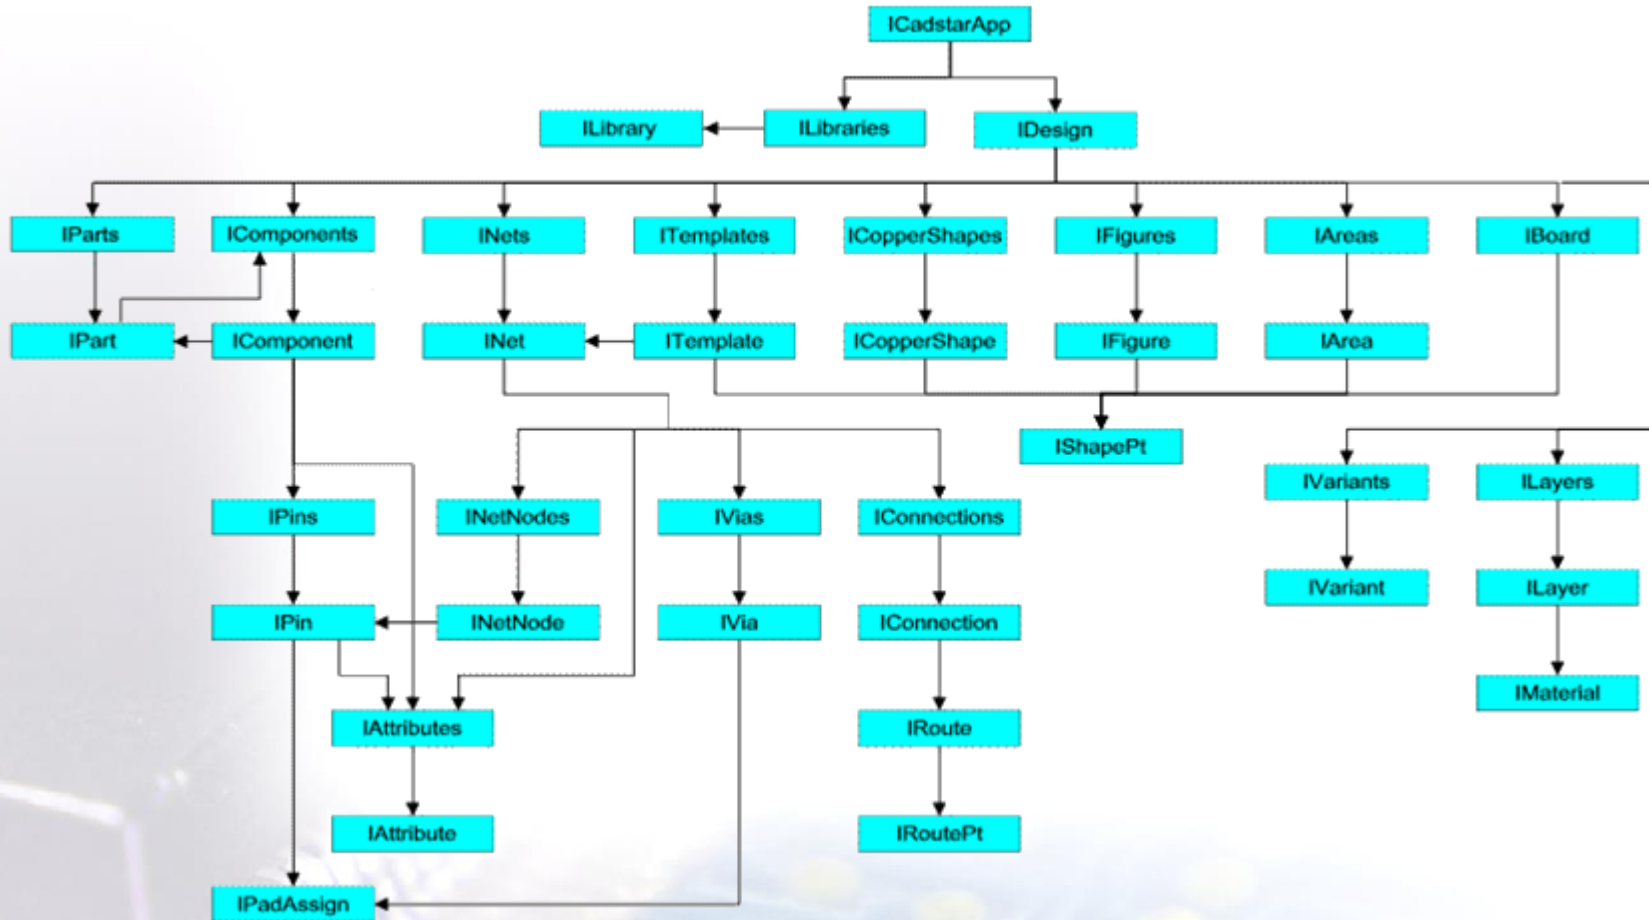 ICadstarApp
ILibrary
ILibraries
IDesign
IParts
IComponents
INets
ITemplates
ICopperShapes
IFigures
IAreas
IBoard
IPart
IComponent
INet
ITemplate
ICopperShape
IFigure
IArea
IShapePt
IVariants
ILayers
IPins
INetNodes
IVias
IConnections
IVariant
ILayer
IPin
INetNode
IVia
IConnection
IMaterial
IAttributes
IRoute
IAttribute
IRoutePt
IPadAssign